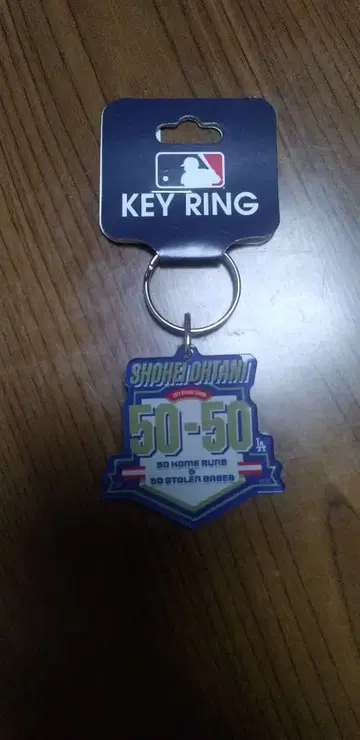 KEY RING
SHOHEI OHTANI
50-50
LA
50 HOME RUNS
&
50 STOLEN BASES